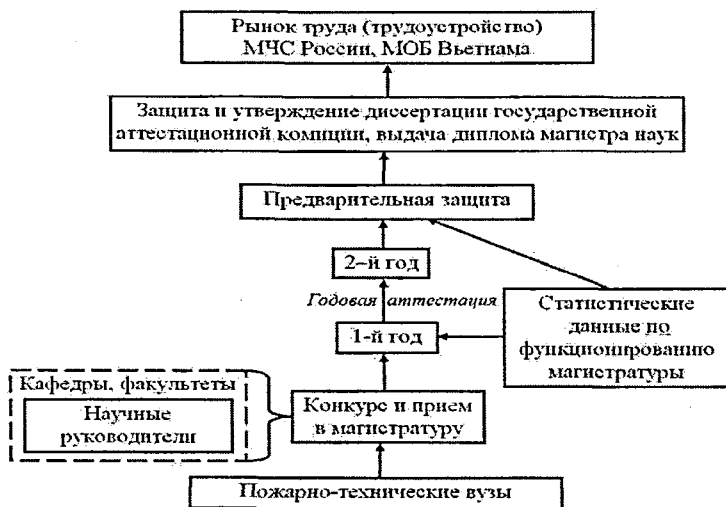 Рынок труда (трудоустройство)
МЧС России, МОБ Вьетнама
Защита и утверждение диссертации государственной
аттестационной комиции, выдача диплома магистра наук
Предварительная защита
2–й год
Годовая аттестация
1-й год
Статистические
данные по
функционированию
магистратуры
Кафедры, факультеты
Научные
руководители
Конкурс и прием
в магистратуру
Пожарно-технические вузы